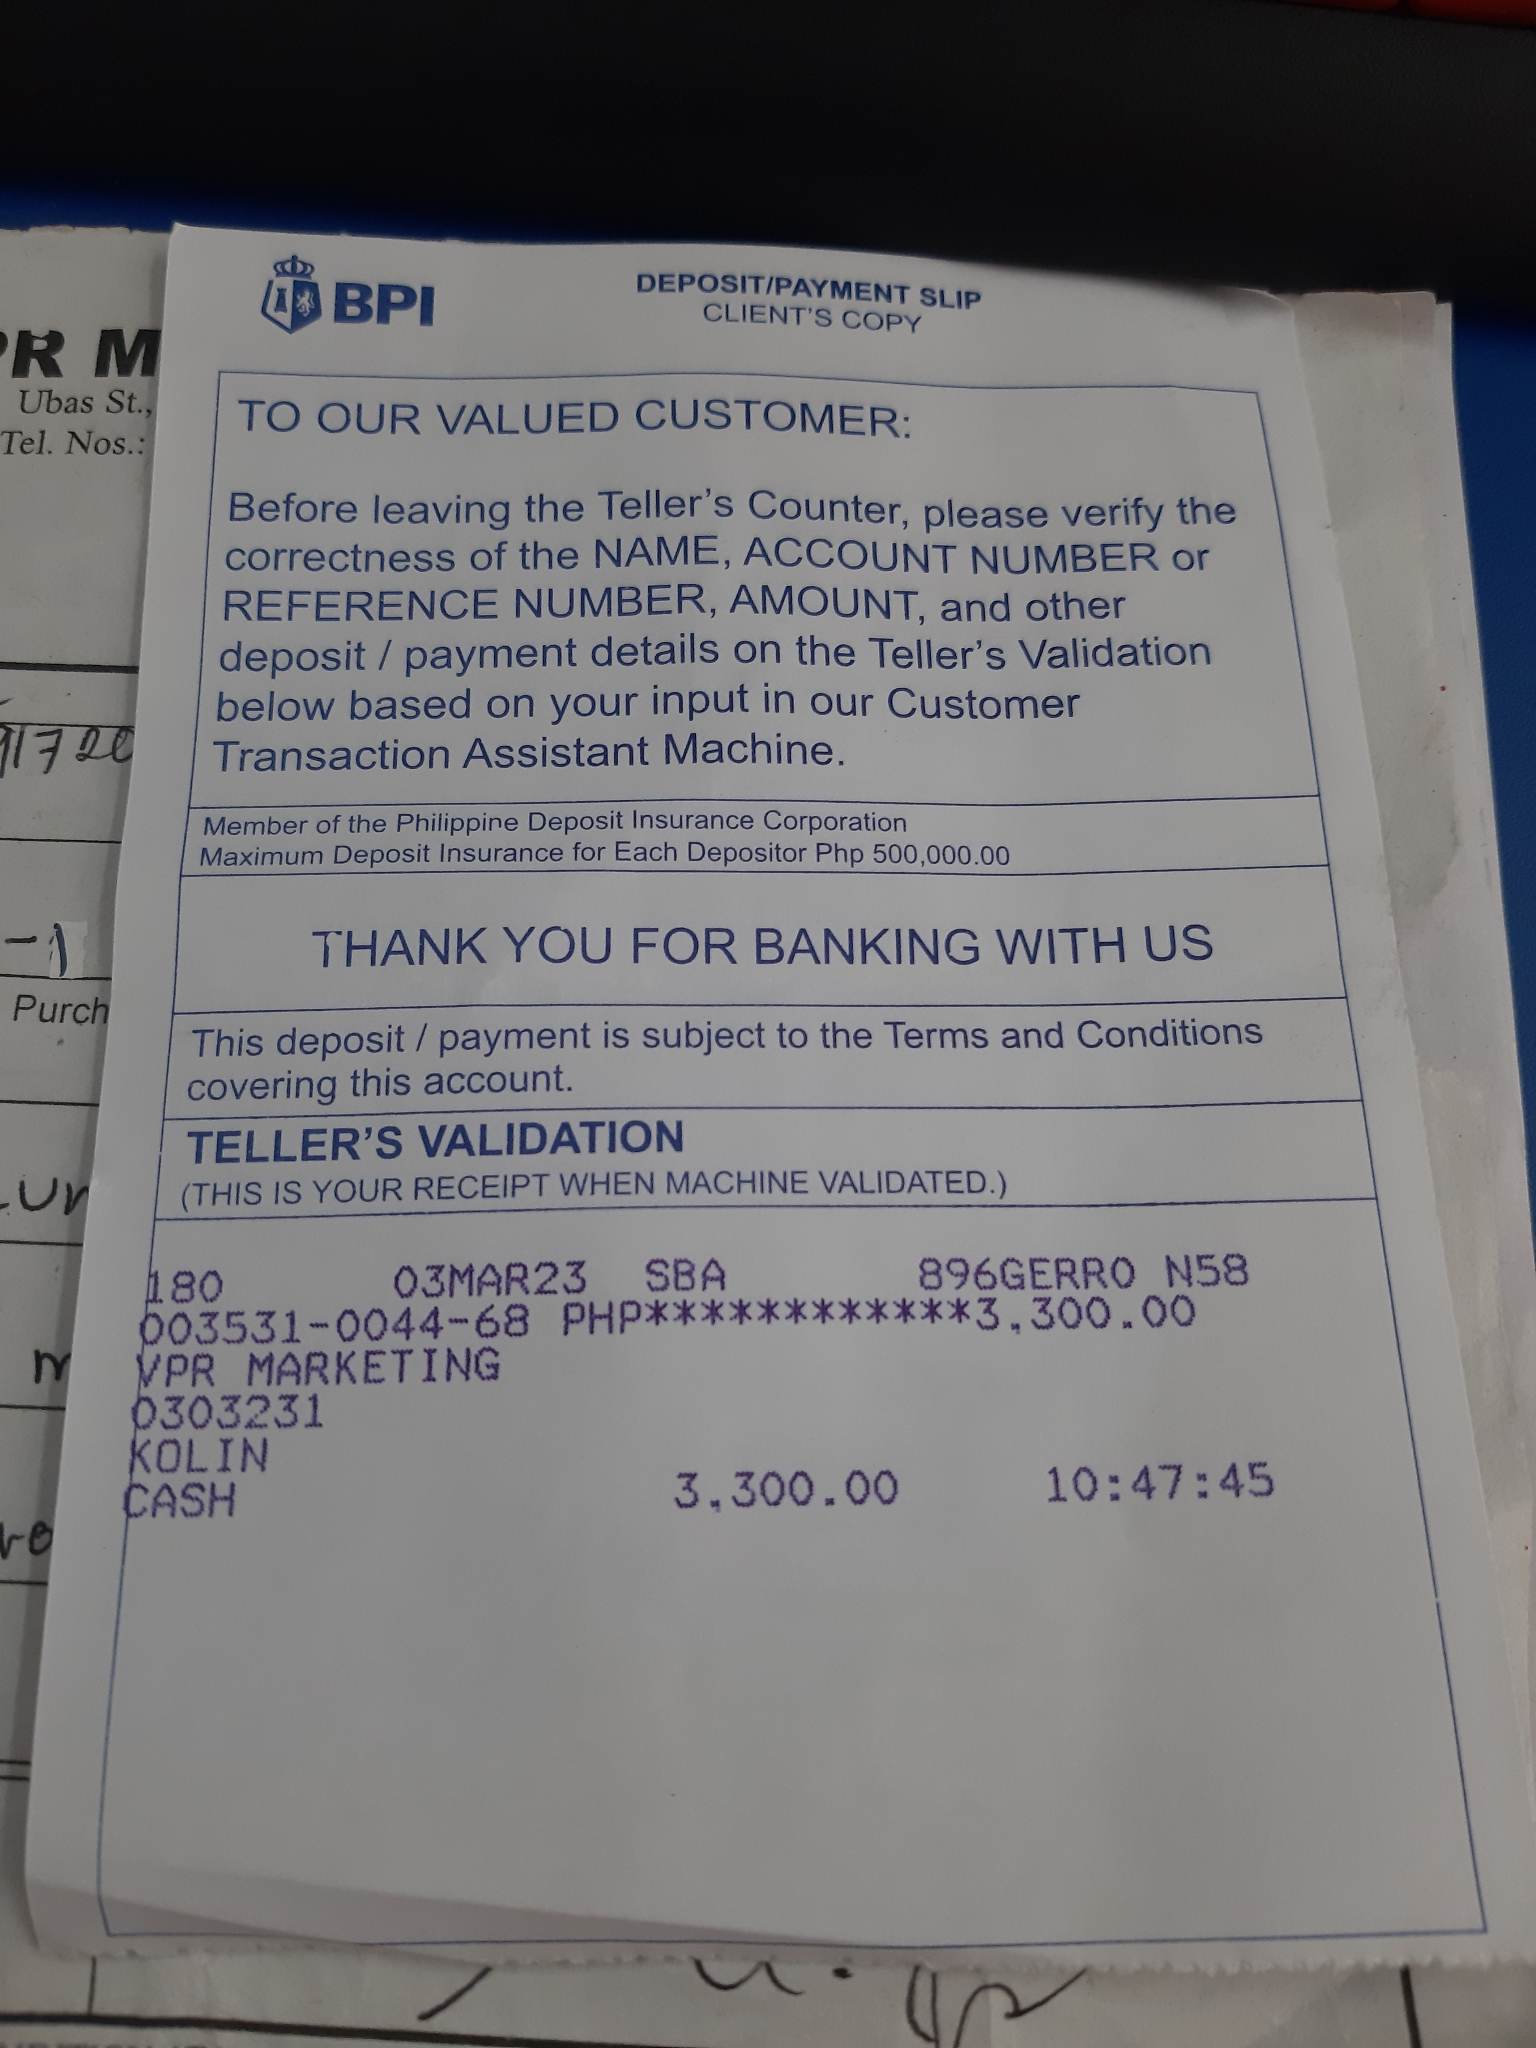 BPI
DEPOSIT/PAYMENT SLIP
CLIENT'S COPY
PR M
Ubas St.,
Tel. Nos.:
TO OUR VALUED CUSTOMER:
Before leaving the Teller's Counter, please verify the
correctness of the NAME, ACCOUNT NUMBER or
REFERENCE NUMBER, AMOUNT, and other
deposit / payment details on the Teller's Validation
below based on your input in our Customer
Transaction Assistant Machine.
Member of the Philippine Deposit Insurance Corporation
Maximum Deposit Insurance for Each Depositor Php 500,000.00
THANK YOU FOR BANKING WITH US
Purch
This deposit / payment is subject to the Terms and Conditions
covering this account.
TELLER'S VALIDATION
(THIS IS YOUR RECEIPT WHEN MACHINE VALIDATED.)
180 03MAR23 SBA 896GERRO N58
003531-0044-68 PHP************3,300.00
VPR MARKETING
0303231
KOLIN
CASH 3,300.00 10:47:45